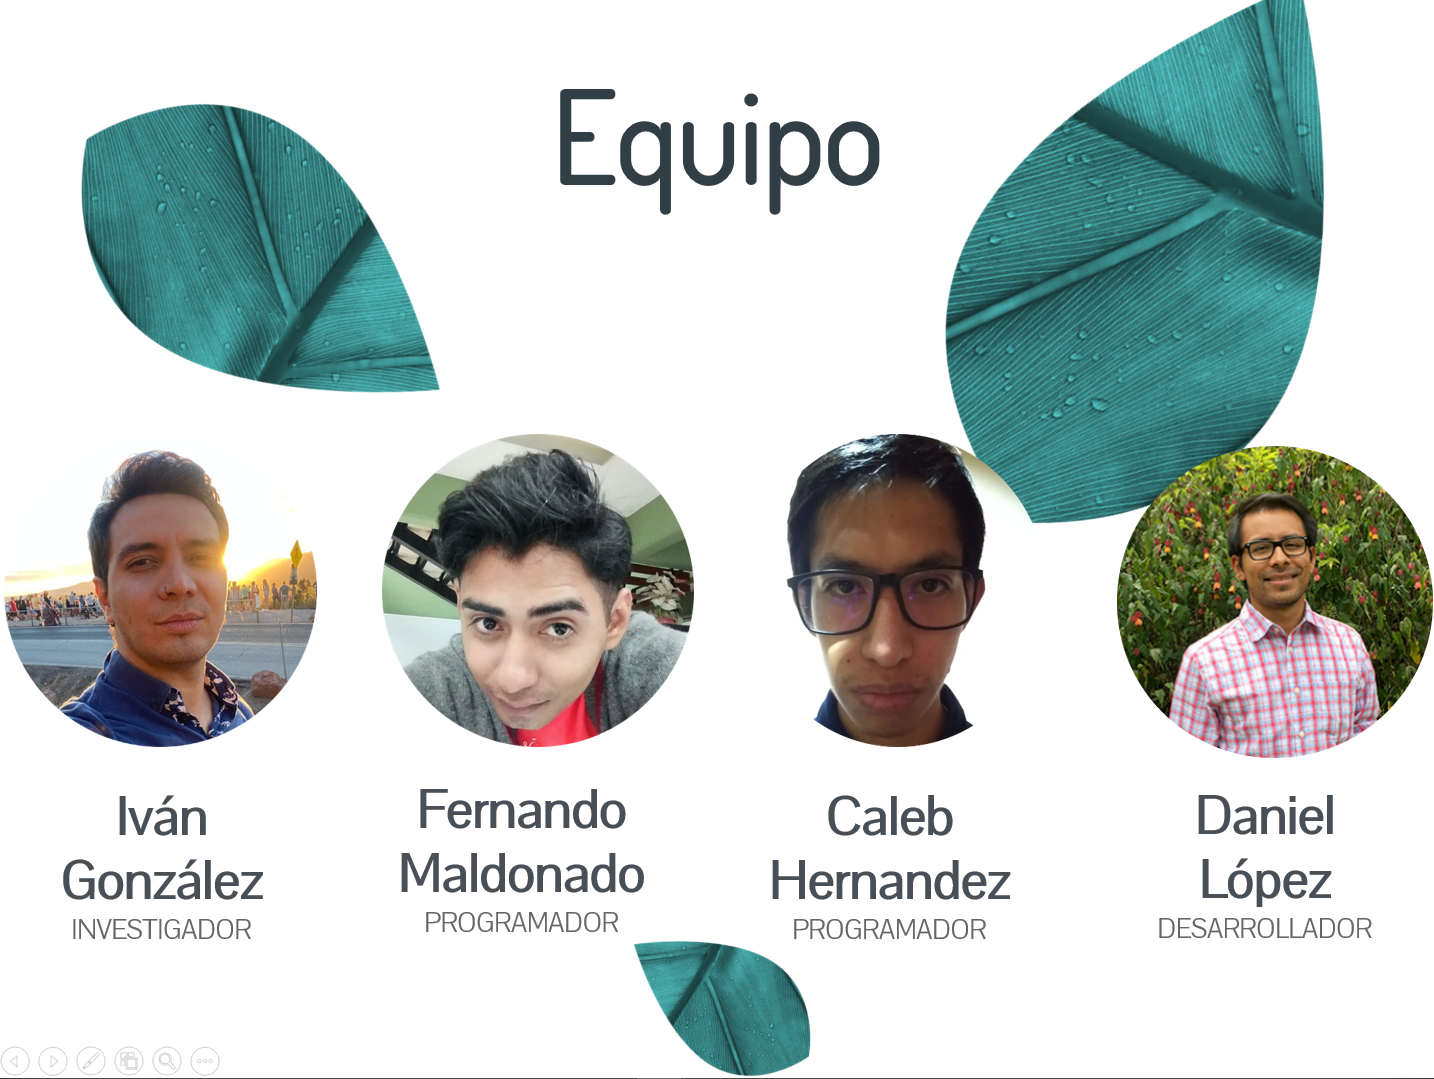 Equipo
Iván
González
INVESTIGADOR
Fernando
Maldonado
PROGRAMADOR
Caleb
Hernandez
PROGRAMADOR
Daniel
López
DESARROLLADOR